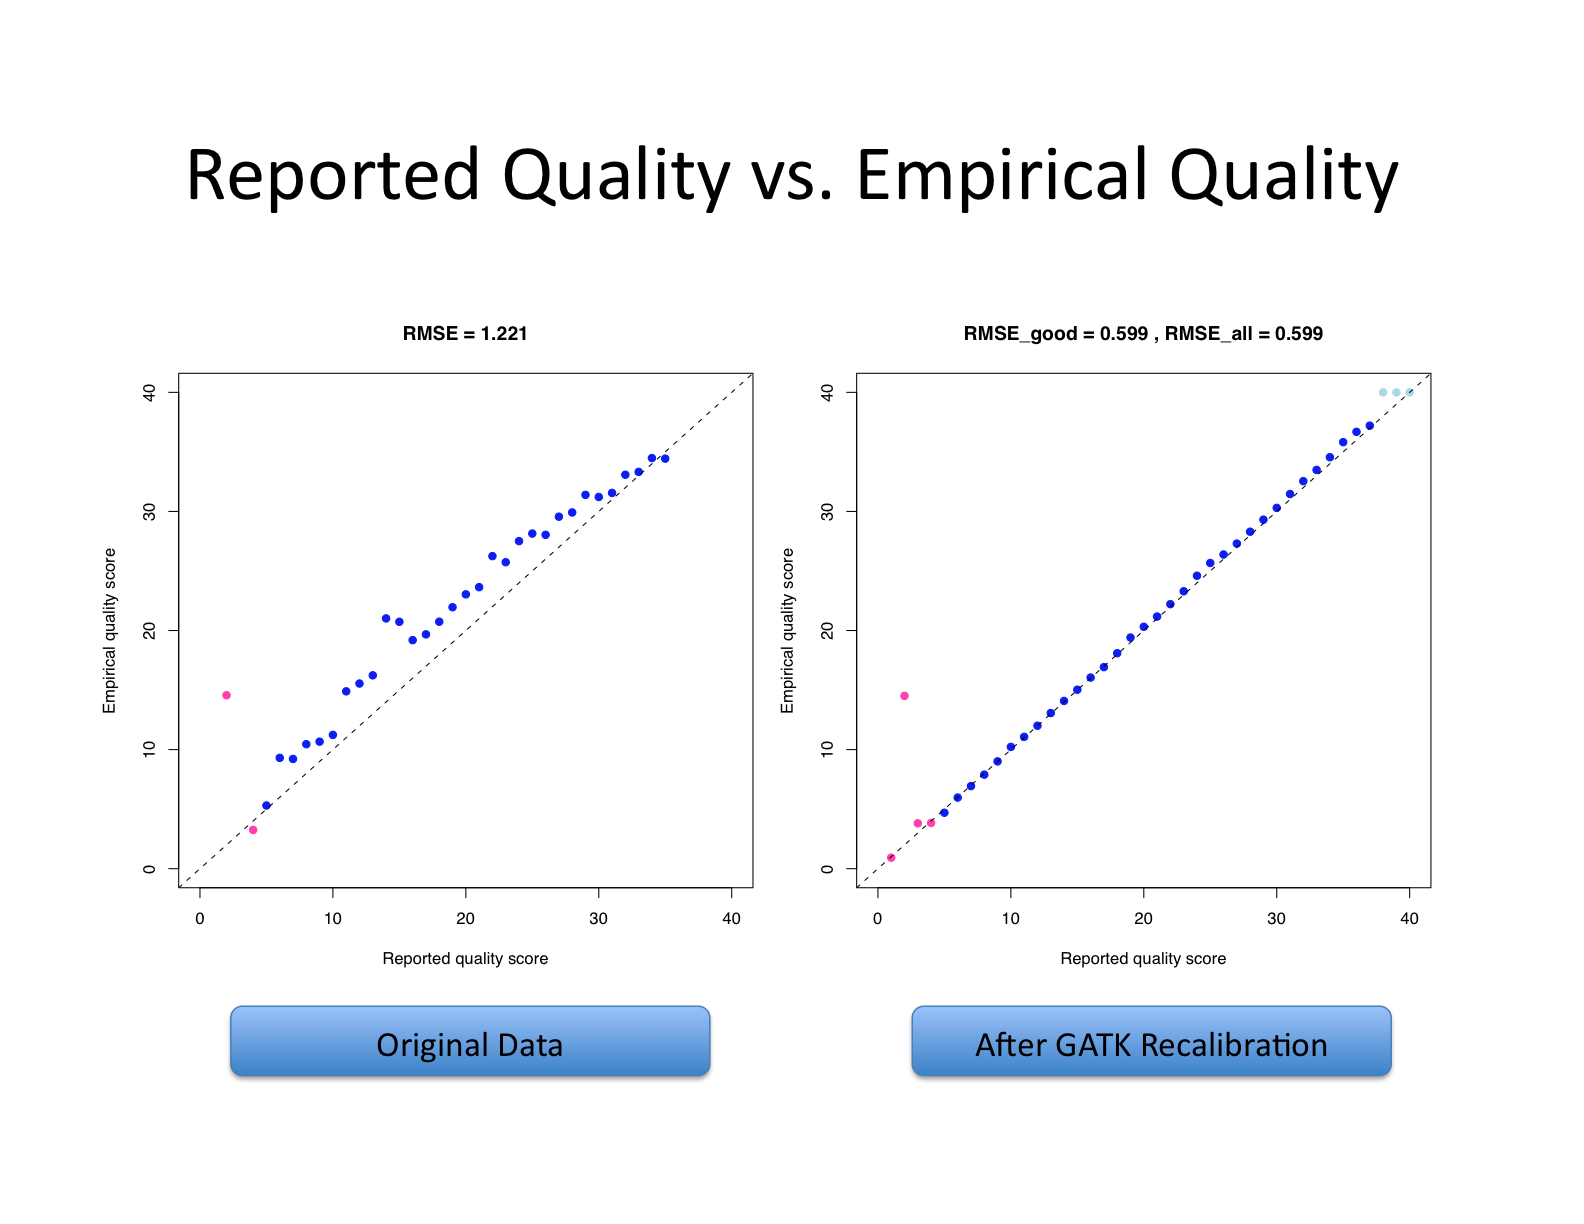 Reported Quality vs. Empirical Quality
RMSE = 1.221
40
30
20
10
0
Empirical quality score
0 10 20 30 40
Reported quality score
Original Data
RMSE_good = 0.599 , RMSE_all = 0.599
40
30
20
10
0
Empirical quality score
0 10 20 30 40
Reported quality score
After GATK Recalibration